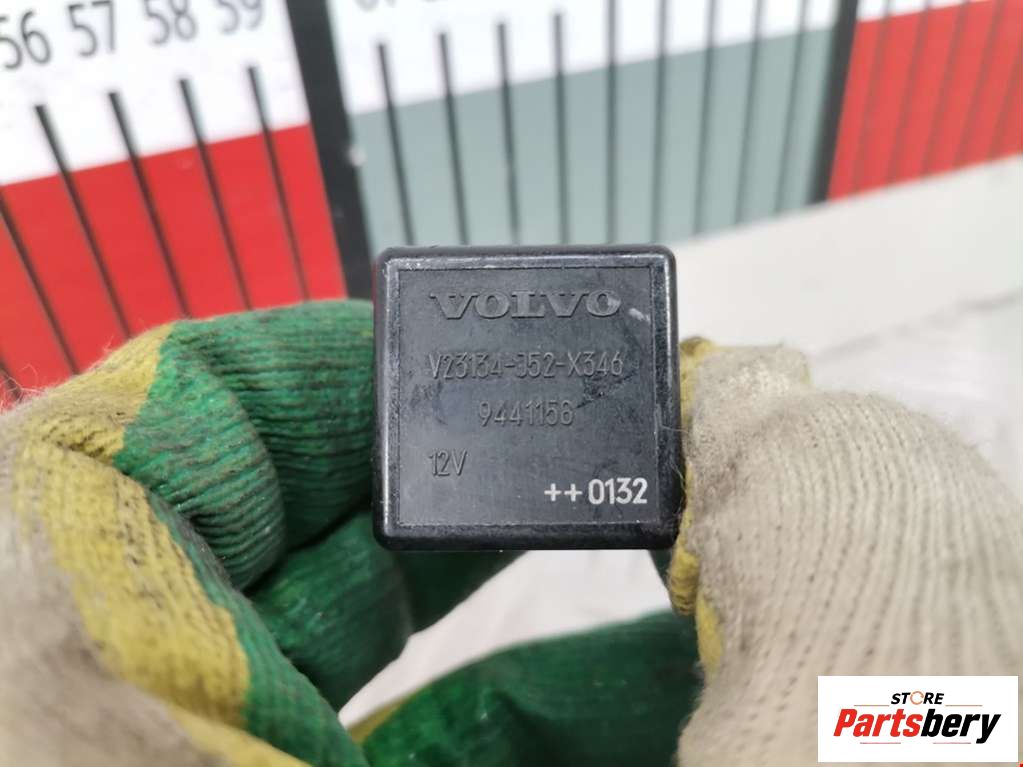 56 57 58 59
VOLVO
V23134-J52-X346
9441156
12V
++0132
STORE
Partsbery